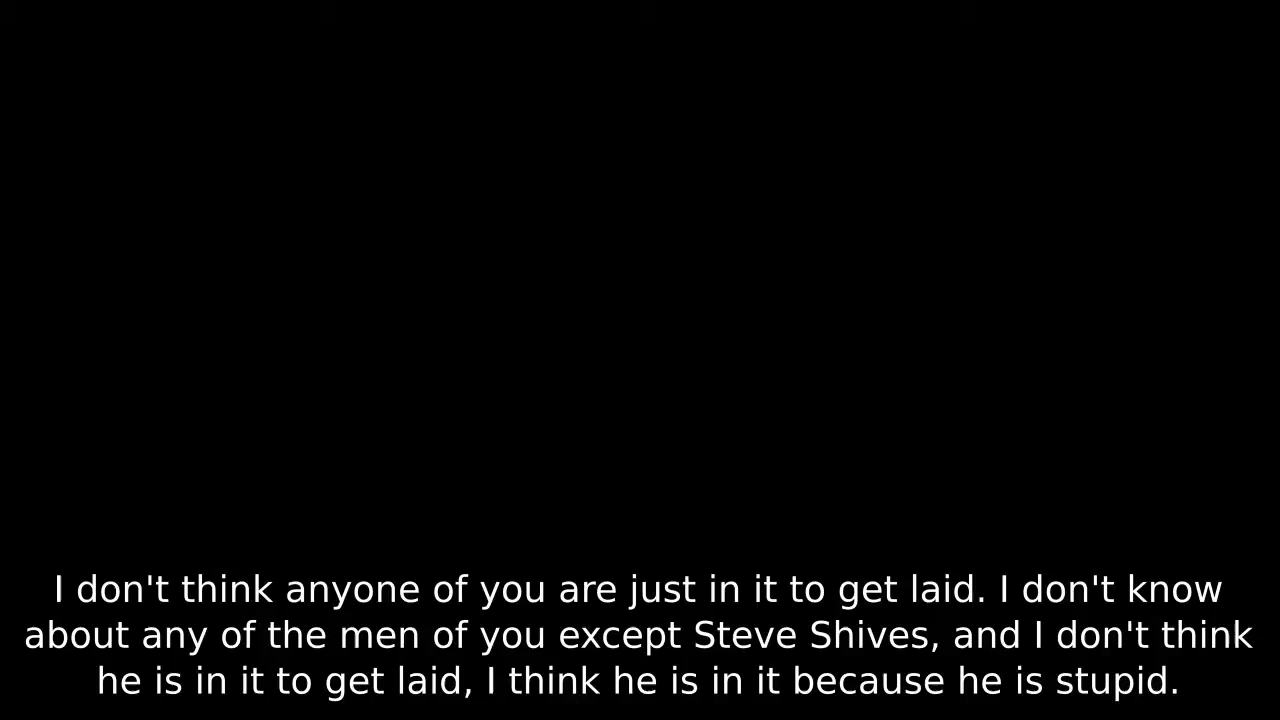 I don't think anyone of you are just in it to get laid. I don't know
about any of the men of you except Steve Shives, and I don't think
he is in it to get laid, I think he is in it because he is stupid.